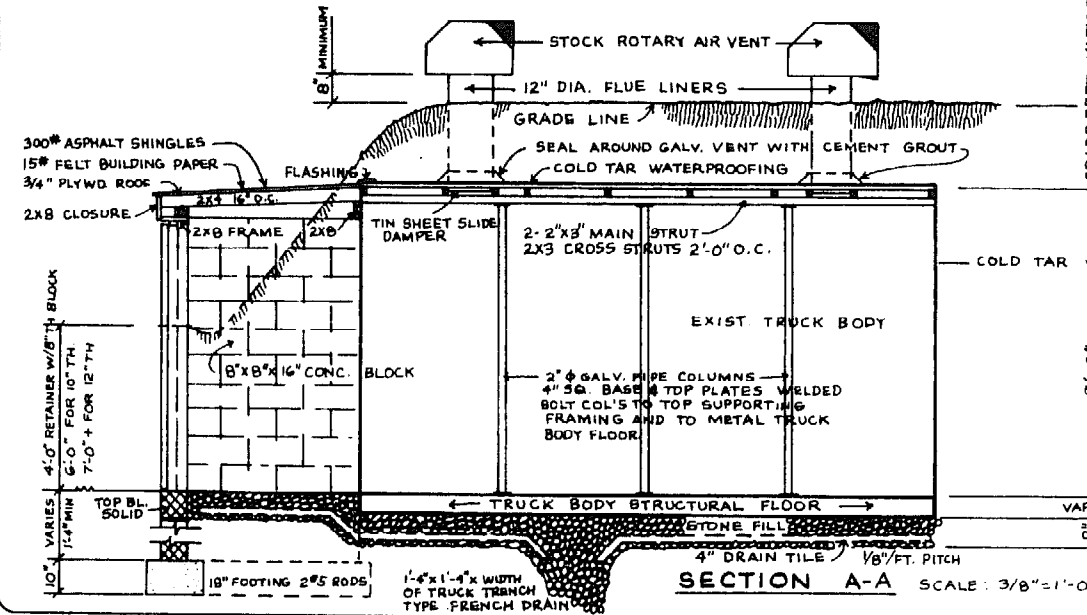 8" MINIMUM
STOCK ROTARY AIR VENT
12" DIA. FLUE LINERS
GRADE LINE
300# ASPHALT SHINGLES
15# FELT BUILDING PAPER
3/4" PLYWD. ROOF
FLASHING
SEAL AROUND GALV. VENT WITH CEMENT GROUT
COLD TAR WATERPROOFING
2X4 16" O.C.
2X8 CLOSURE
2X8 FRAME
2X8
TIN SHEET SLIDE
DAMPER
2-2"X3" MAIN STRUT
2X3 CROSS STRUTS 2'-0" O.C.
COLD TAR
EXIST. TRUCK BODY
8"X8"X16" CONC. BLOCK
4'-0" RETAINER W/8" TH BLOCK
6'-0" FOR 10" TH.
7'-0"+ FOR 12" TH
2" φ GALV. PIPE COLUMNS
4" SQ. BASE & TOP PLATES WELDED
BOLT COL'S TO TOP SUPPORTING
FRAMING AND TO METAL TRUCK
BODY FLOOR
VARIES
1'-4" MIN
TOP BL.
SOLID
TRUCK BODY STRUCTURAL FLOOR
STONE FILL
4" DRAIN TILE
1/8"/FT. PITCH
10"
18" FOOTING 2#5 RODS
1'-4" X 1'-4" X WIDTH
OF TRUCK TRENCH
TYPE FRENCH DRAIN
SECTION A-A
SCALE: 3/8"=1'-0